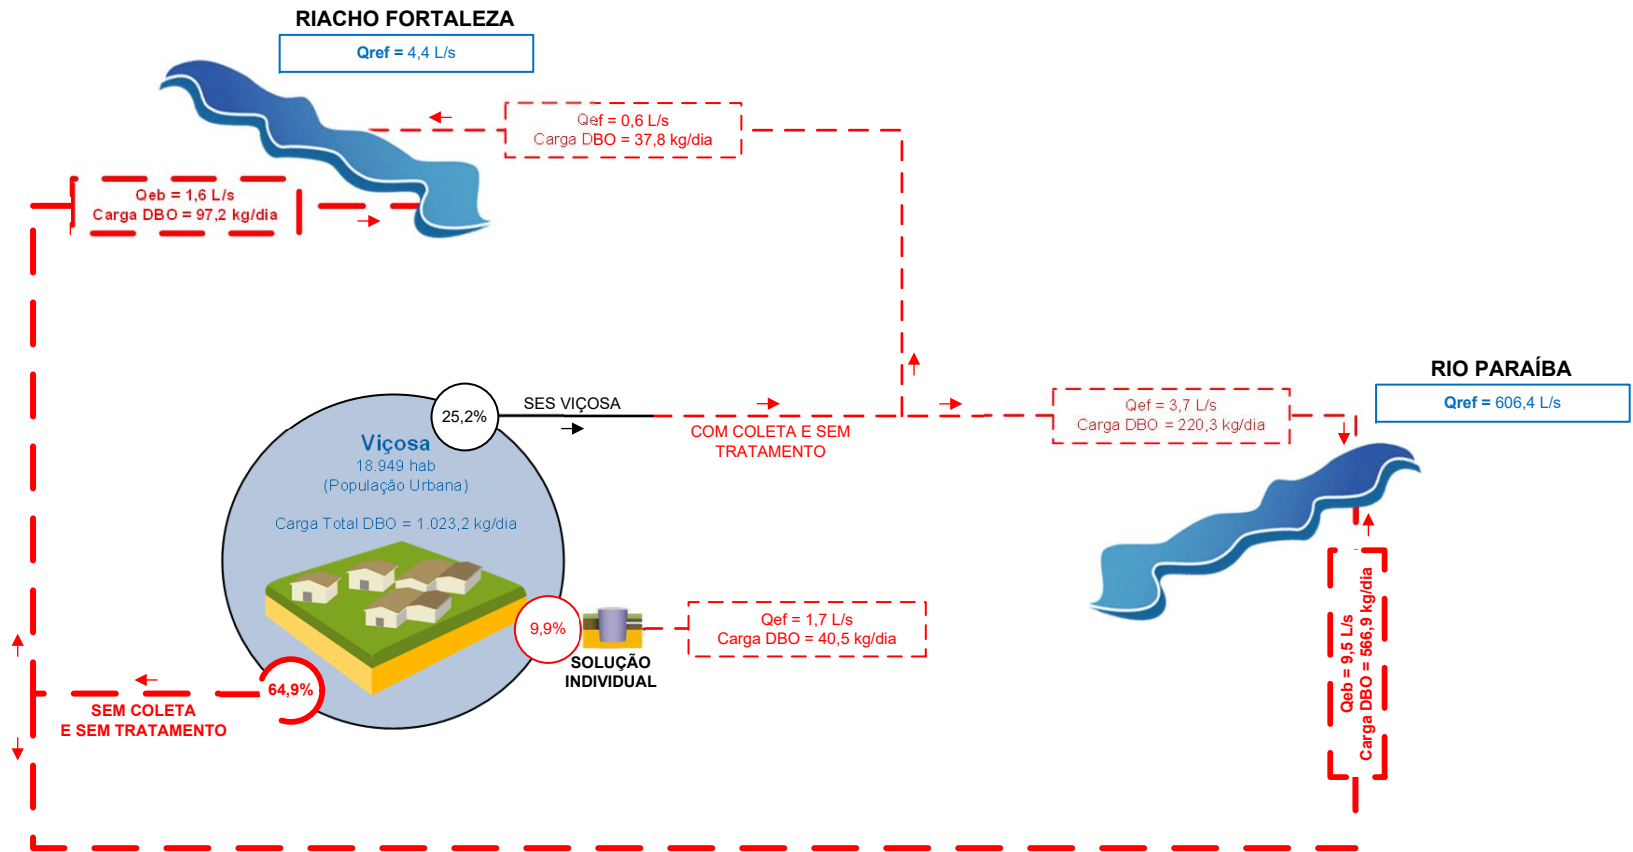 RIACHO FORTALEZA
Qref = 4,4 L/s
Qef = 0,6 L/s
Carga DBO = 37,8 kg/dia
Qeb = 1,6 L/s
Carga DBO = 97,2 kg/dia
RIO PARAÍBA
Qref = 606,4 L/s
25,2%
SES VIÇOSA
COM COLETA E SEM
TRATAMENTO
Qef = 3,7 L/s
Carga DBO = 220,3 kg/dia
Viçosa
18.949 hab
(População Urbana)
Carga Total DBO = 1.023,2 kg/dia
9,9%
SOLUÇÃO
INDIVIDUAL
Qef = 1,7 L/s
Carga DBO = 40,5 kg/dia
64,9%
SEM COLETA
E SEM TRATAMENTO
Qeb = 9,5 L/s
Carga DBO = 566,9 kg/dia